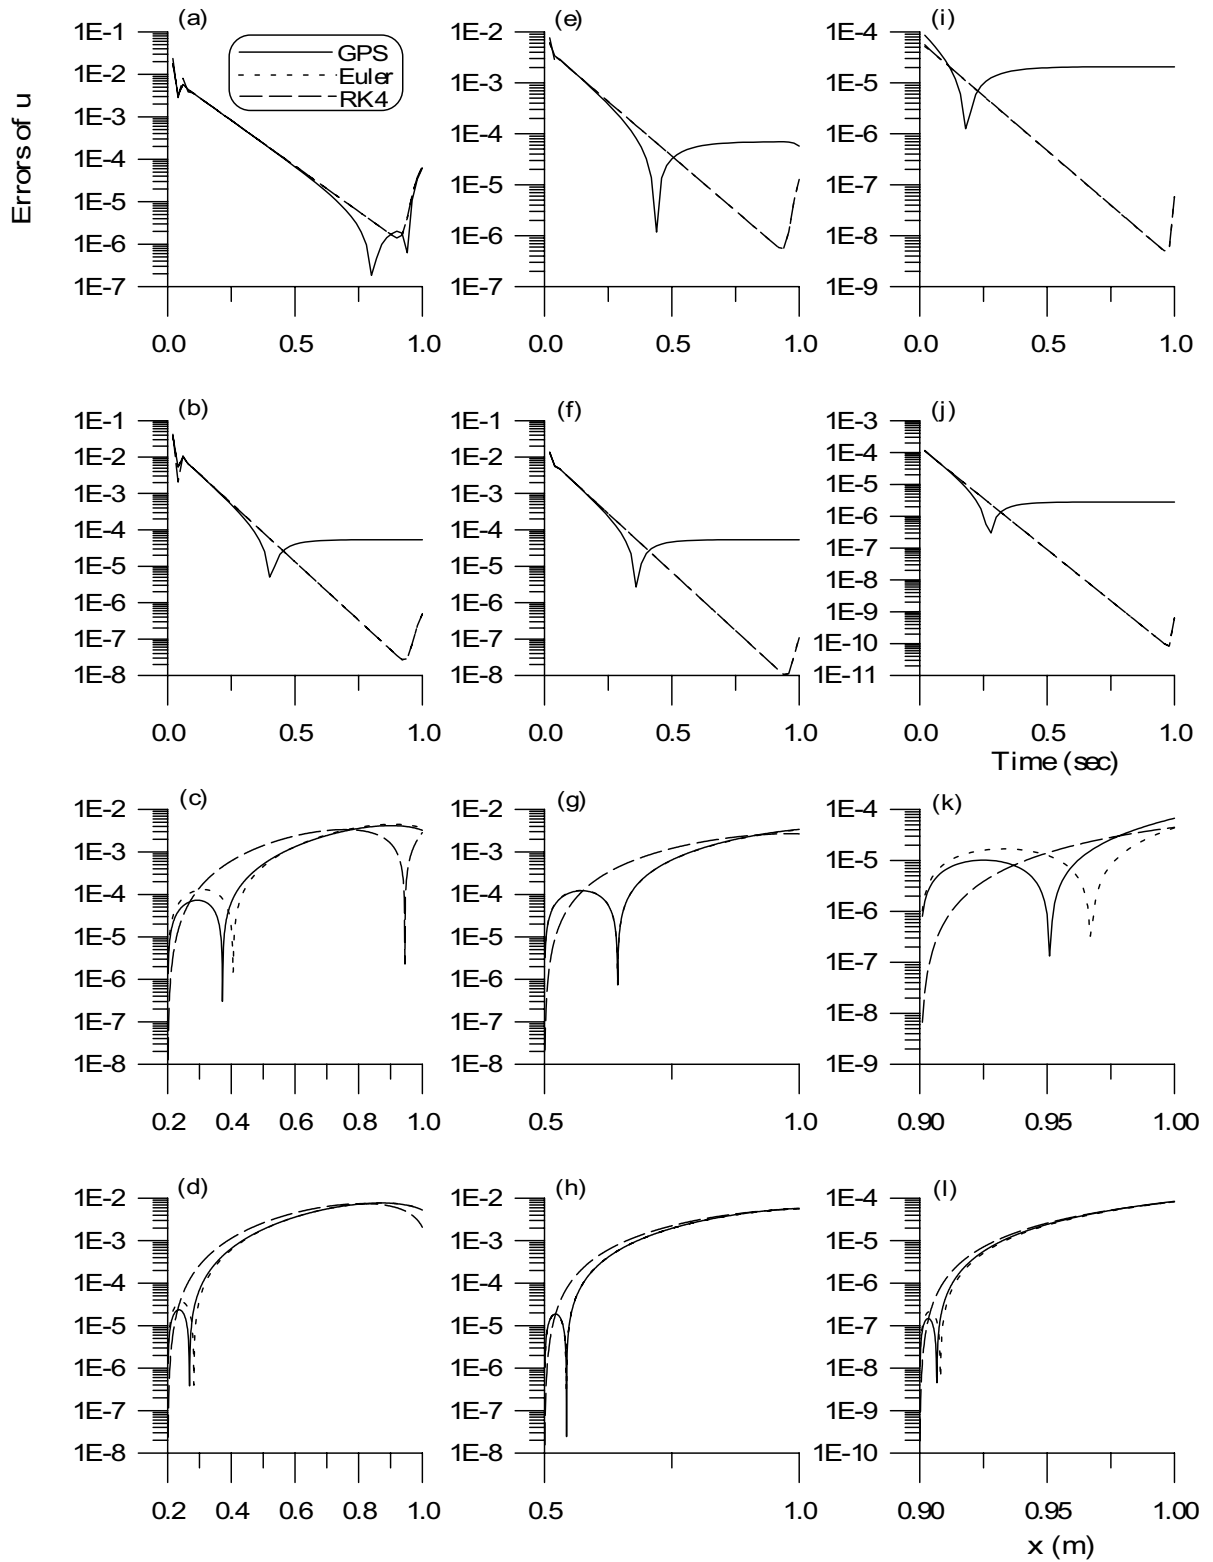 (a) (e) (i)
1E-1 1E-2 1E-4
GPS
Euler
RK4
1E-2 1E-3 1E-5
1E-3 1E-4 1E-6
1E-4 1E-5 1E-7
1E-5 1E-6 1E-8
1E-6
1E-7 1E-7 1E-9
Errors of u
0.0 0.5 1.0 0.0 0.5 1.0 0.0 0.5 1.00
(b) (f) (j)
1E-1 1E-1 1E-3
1E-2 1E-2 1E-4
1E-3 1E-3 1E-5
1E-4 1E-4 1E-6
1E-5 1E-5 1E-7
1E-6 1E-6 1E-8
1E-7 1E-7 1E-9
1E-8 1E-8 1E-10
1E-11
0.0 0.5 1.0 0.0 0.5 1.0 0.0 0.5 1.00
Time (sec)
(c) (g) (k)
1E-2 1E-2 1E-4
1E-3 1E-3 1E-5
1E-4 1E-4 1E-6
1E-5 1E-5 1E-7
1E-6 1E-6 1E-8
1E-7 1E-7 1E-9
1E-8 1E-8
0.2 0.4 0.6 0.8 1.0 0.5 1.0 0.90 0.95 1.00
(d) (h) (l)
1E-2 1E-2 1E-4
1E-3 1E-3 1E-5
1E-4 1E-4 1E-6
1E-5 1E-5 1E-7
1E-6 1E-6 1E-8
1E-7 1E-7 1E-9
1E-8 1E-8 1E-10
0.2 0.4 0.6 0.8 1.0 0.5 1.0 0.90 0.95 1.00
x (m)